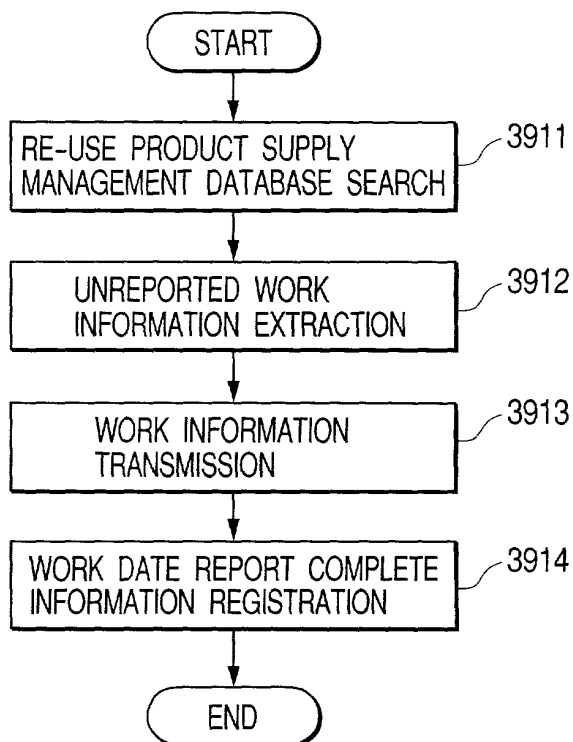 START
RE-USE PRODUCT SUPPLY
MANAGEMENT DATABASE SEARCH
3911
UNREPORTED WORK
INFORMATION EXTRACTION
3912
WORK INFORMATION
TRANSMISSION
3913
WORK DATE REPORT COMPLETE
INFORMATION REGISTRATION
3914
END